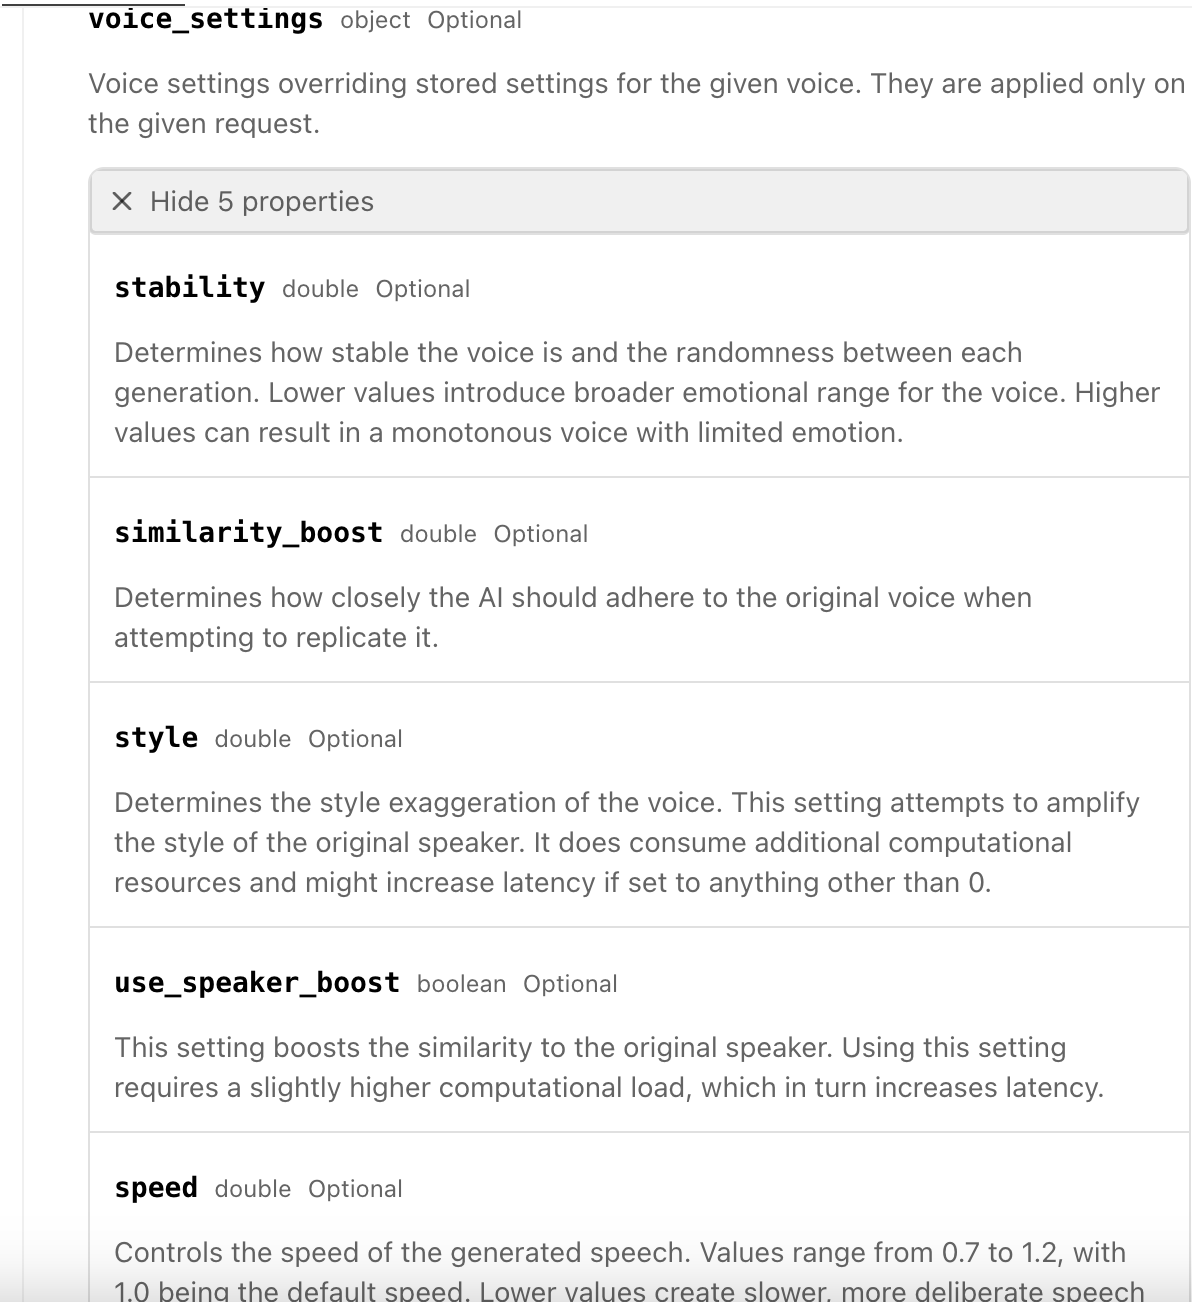 voice_settings object Optional
Voice settings overriding stored settings for the given voice. They are applied only on
the given request.
Hide 5 properties
stability double Optional
Determines how stable the voice is and the randomness between each
generation. Lower values introduce broader emotional range for the voice. Higher
values can result in a monotonous voice with limited emotion.
similarity_boost double Optional
Determines how closely the AI should adhere to the original voice when
attempting to replicate it.
style double Optional
Determines the style exaggeration of the voice. This setting attempts to amplify
the style of the original speaker. It does consume additional computational
resources and might increase latency if set to anything other than 0.
use_speaker_boost boolean Optional
This setting boosts the similarity to the original speaker. Using this setting
requires a slightly higher computational load, which in turn increases latency.
speed double Optional
Controls the speed of the generated speech. Values range from 0.7 to 1.2, with
1.0 being the default speed. Lower values create slower, more deliberate speech